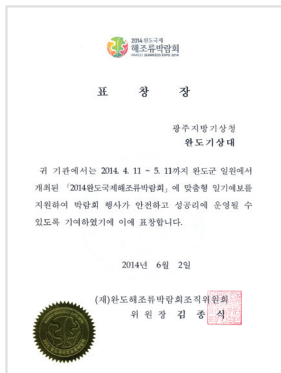 2014 완도국제
해조류박람회
표 창 장
광주지방기상청
완도기상대
귀 기관에서는 2014. 4. 11 ~ 5. 11까지 완도군 일원에서
개최된 「2014완도국제해조류박람회」에 맞춤형 일기예보를
지원하여 박람회 행사가 안전하고 성공리에 운영될 수
있도록 기여하였기에 이에 표창합니다.
2014년 6월 2일
(재)완도해조류박람회조직위원회
위 원 장 김 종 식